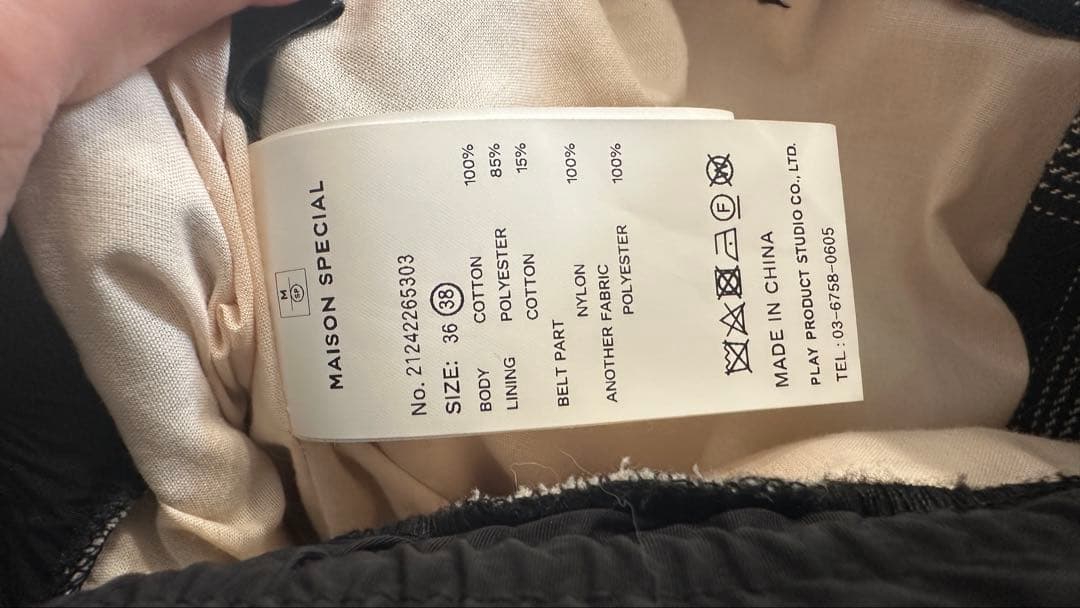 M
SP
MAISON SPECIAL
No. 21242265303
SIZE: 36 38
BODY COTTON 100%
LINING POLYESTER 85%
COTTON 15%
BELT PART
NYLON 100%
ANOTHER FABRIC
POLYESTER 100%
F
W
MADE IN CHINA
PLAY PRODUCT STUDIO CO., LTD.
TEL : 03-6758-0605